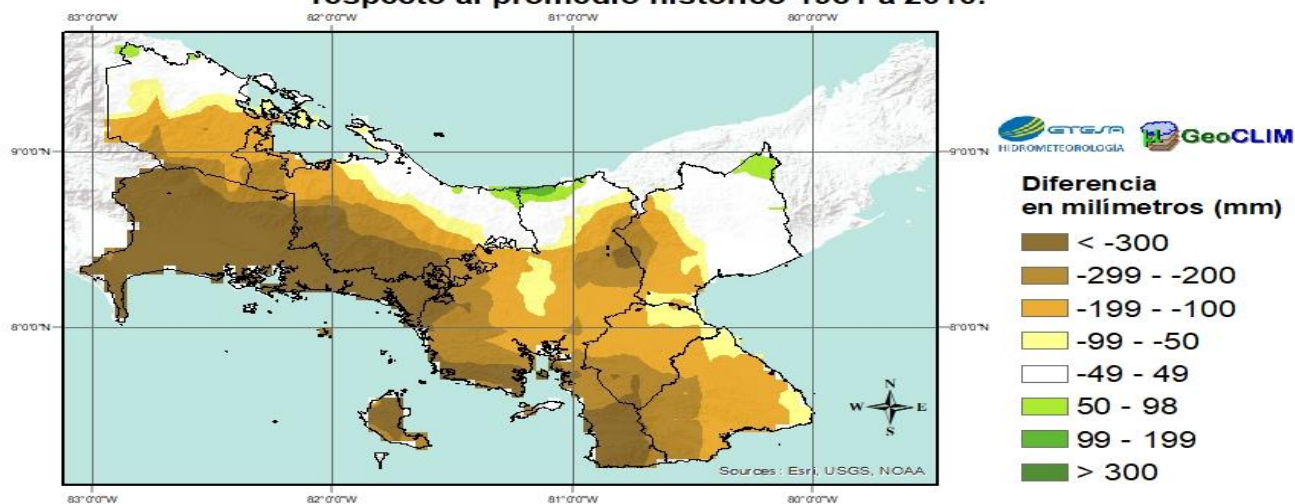 respecto al promedio histórico 1981 a 2010.
83°0'0"W 82°0'0"W 81°0'0"W 80°0'0"W
9°0'0"N 9°0'0"N
8°0'0"N 8°0'0"N
83°0'0"W 82°0'0"W 81°0'0"W 80°0'0"W
N
W E
S
Sources: Esri, USGS, NOAA
ETESA
HIDROMETEOROLOGÍA
GeoCLIM
Diferencia
en milímetros (mm)
< -300
-299 - -200
-199 - -100
-99 - -50
-49 - 49
50 - 98
99 - 199
> 300